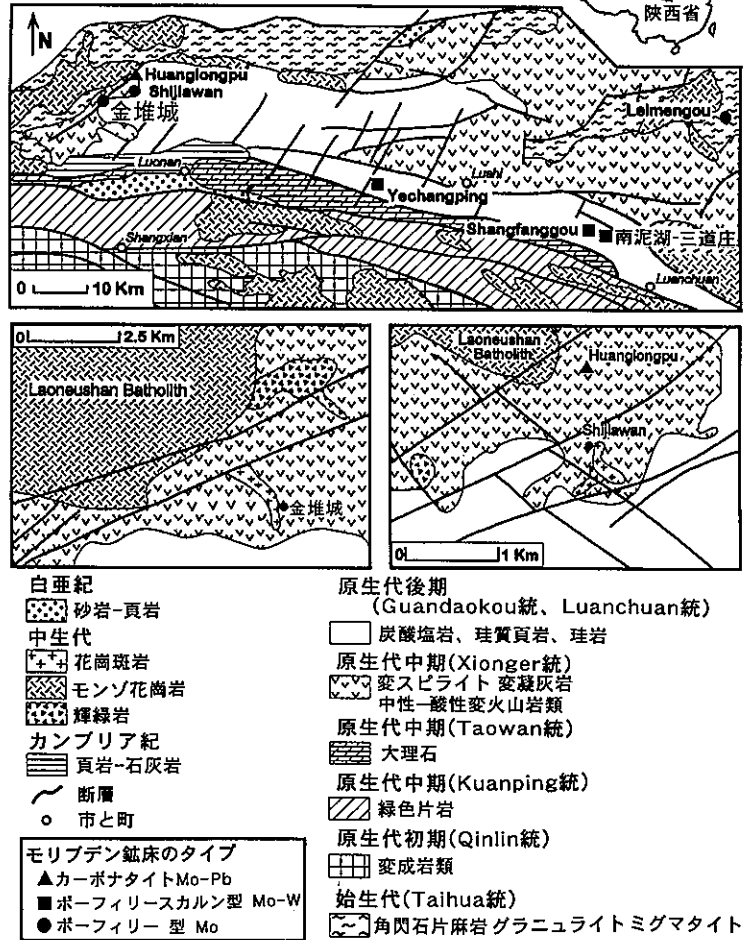 陝西省
N
Huanglongpu
Shijiawan
金堆城
Leimengou
Luonan
Lushi
Yechangping
Shangxian
Shangfanggou
南泥湖-三道庄
Luanchuan
0 10 Km
0 2.5 Km
Laoneushan Batholith
金堆城
Laoneushan
Batholith
Huanglongpu
Shijiawan
0 1 Km
白亜紀
砂岩-頁岩
中生代
花崗斑岩
モンゾ花崗岩
輝緑岩
カンブリア紀
頁岩-石灰岩
断層
市と町
モリブデン鉱床のタイプ
▲カーボナタイトMo-Pb
■ポーフィリースカルン型 Mo-W
●ポーフィリー 型 Mo
原生代後期
(Guandaokou統、Luanchuan統)
炭酸塩岩、珪質頁岩、珪岩
原生代中期(Xionger統)
変スピライト 変凝灰岩
中性-酸性変火山岩類
原生代中期(Taowan統)
大理石
原生代中期(Kuanping統)
緑色片岩
原生代初期(Qinlin統)
変成岩類
始生代(Taihua統)
角閃石片麻岩 グラニュライト ミグマタイト